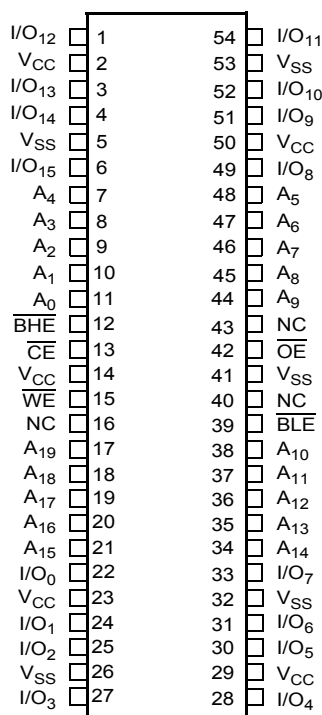 I/O12 1 54 I/O11
VCC 2 53 VSS
I/O13 3 52 I/O10
I/O14 4 51 I/O9
VSS 5 50 VCC
I/O15 6 49 I/O8
A4 7 48 A5
A3 8 47 A6
A2 9 46 A7
A1 10 45 A8
A0 11 44 A9
BHE 12 43 NC
CE 13 42 OE
VCC 14 41 VSS
WE 15 40 NC
NC 16 39 BLE
A19 17 38 A10
A18 18 37 A11
A17 19 36 A12
A16 20 35 A13
A15 21 34 A14
I/O0 22 33 I/O7
VCC 23 32 VSS
I/O1 24 31 I/O6
I/O2 25 30 I/O5
VSS 26 29 VCC
I/O3 27 28 I/O4